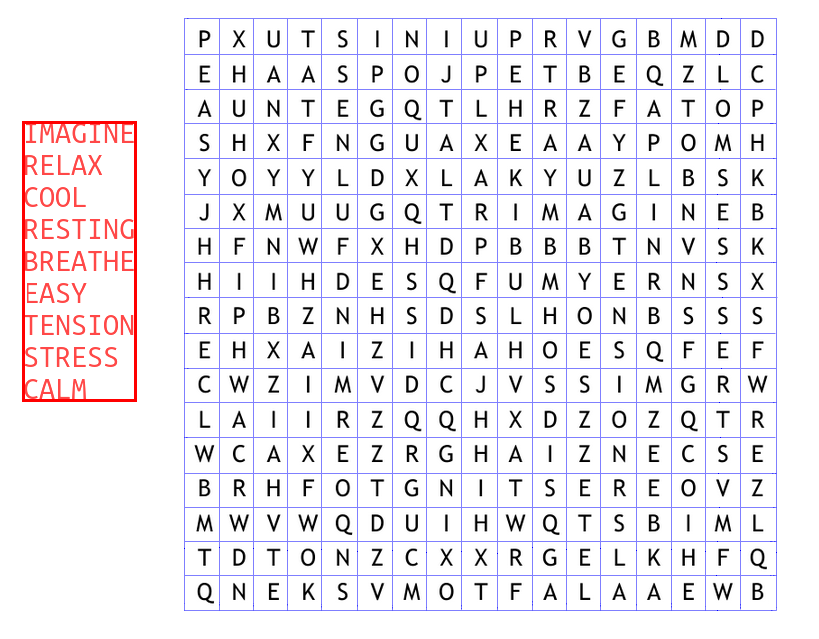 IMAGINE
RELAX
COOL
RESTING
BREATHE
EASY
TENSION
STRESS
CALM
P X U T S I N I U P R V G B M D D
E H A A S P O J P E T B E Q Z L C
A U N T E G Q T L H R Z F A T O P
S H X F N G U A X E A A Y P O M H
Y O Y Y L D X L A K Y U Z L B S K
J X M U U G Q T R I M A G I N E B
H F N W F X H D P B B B T N V S K
H I I H D E S Q F U M Y E R N S X
R P B Z N H S D S L H O N B S S S
E H X A I Z I H A H O E S Q F E F
C W Z I M V D C J V S S I M G R W
L A I I R Z Q Q H X D Z O Z Q T R
W C A X E Z R G H A I Z N E C S E
B R H F O T G N I T S E R E O V Z
M W V W Q D U I H W Q T S B I M L
T D T O N Z C X X R G E L K H F Q
Q N E K S V M O T F A L A A E W B